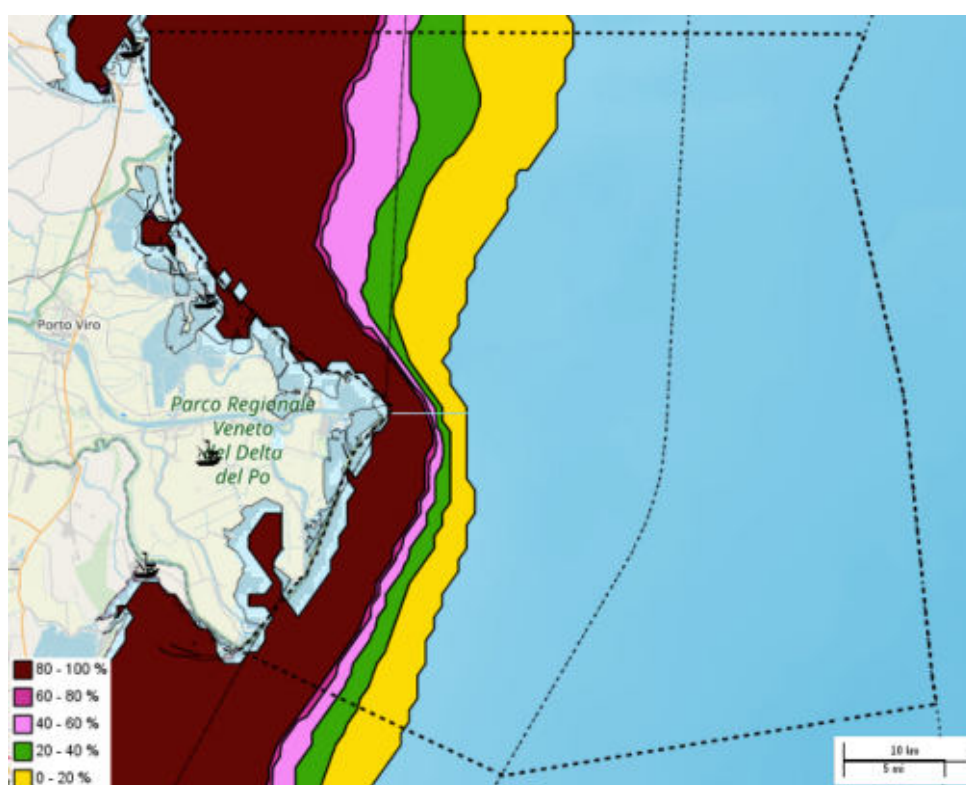 Porto Viro
Parco Regionale
Veneto
del Delta
del Po
80 - 100 %
60 - 80 %
40 - 60 %
20 - 40 %
0 - 20 %
10 km
5 mi